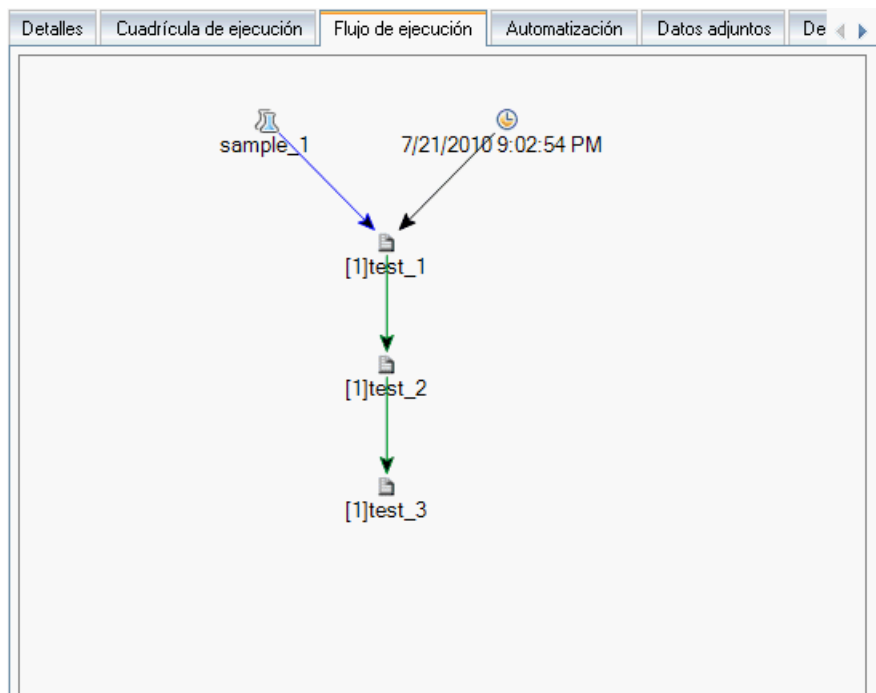 Detalles Cuadrícula de ejecución Flujo de ejecución Automatización Datos adjuntos De
sample_1 7/21/2010 9:02:54 PM
[1]test_1
[1]test_2
[1]test_3